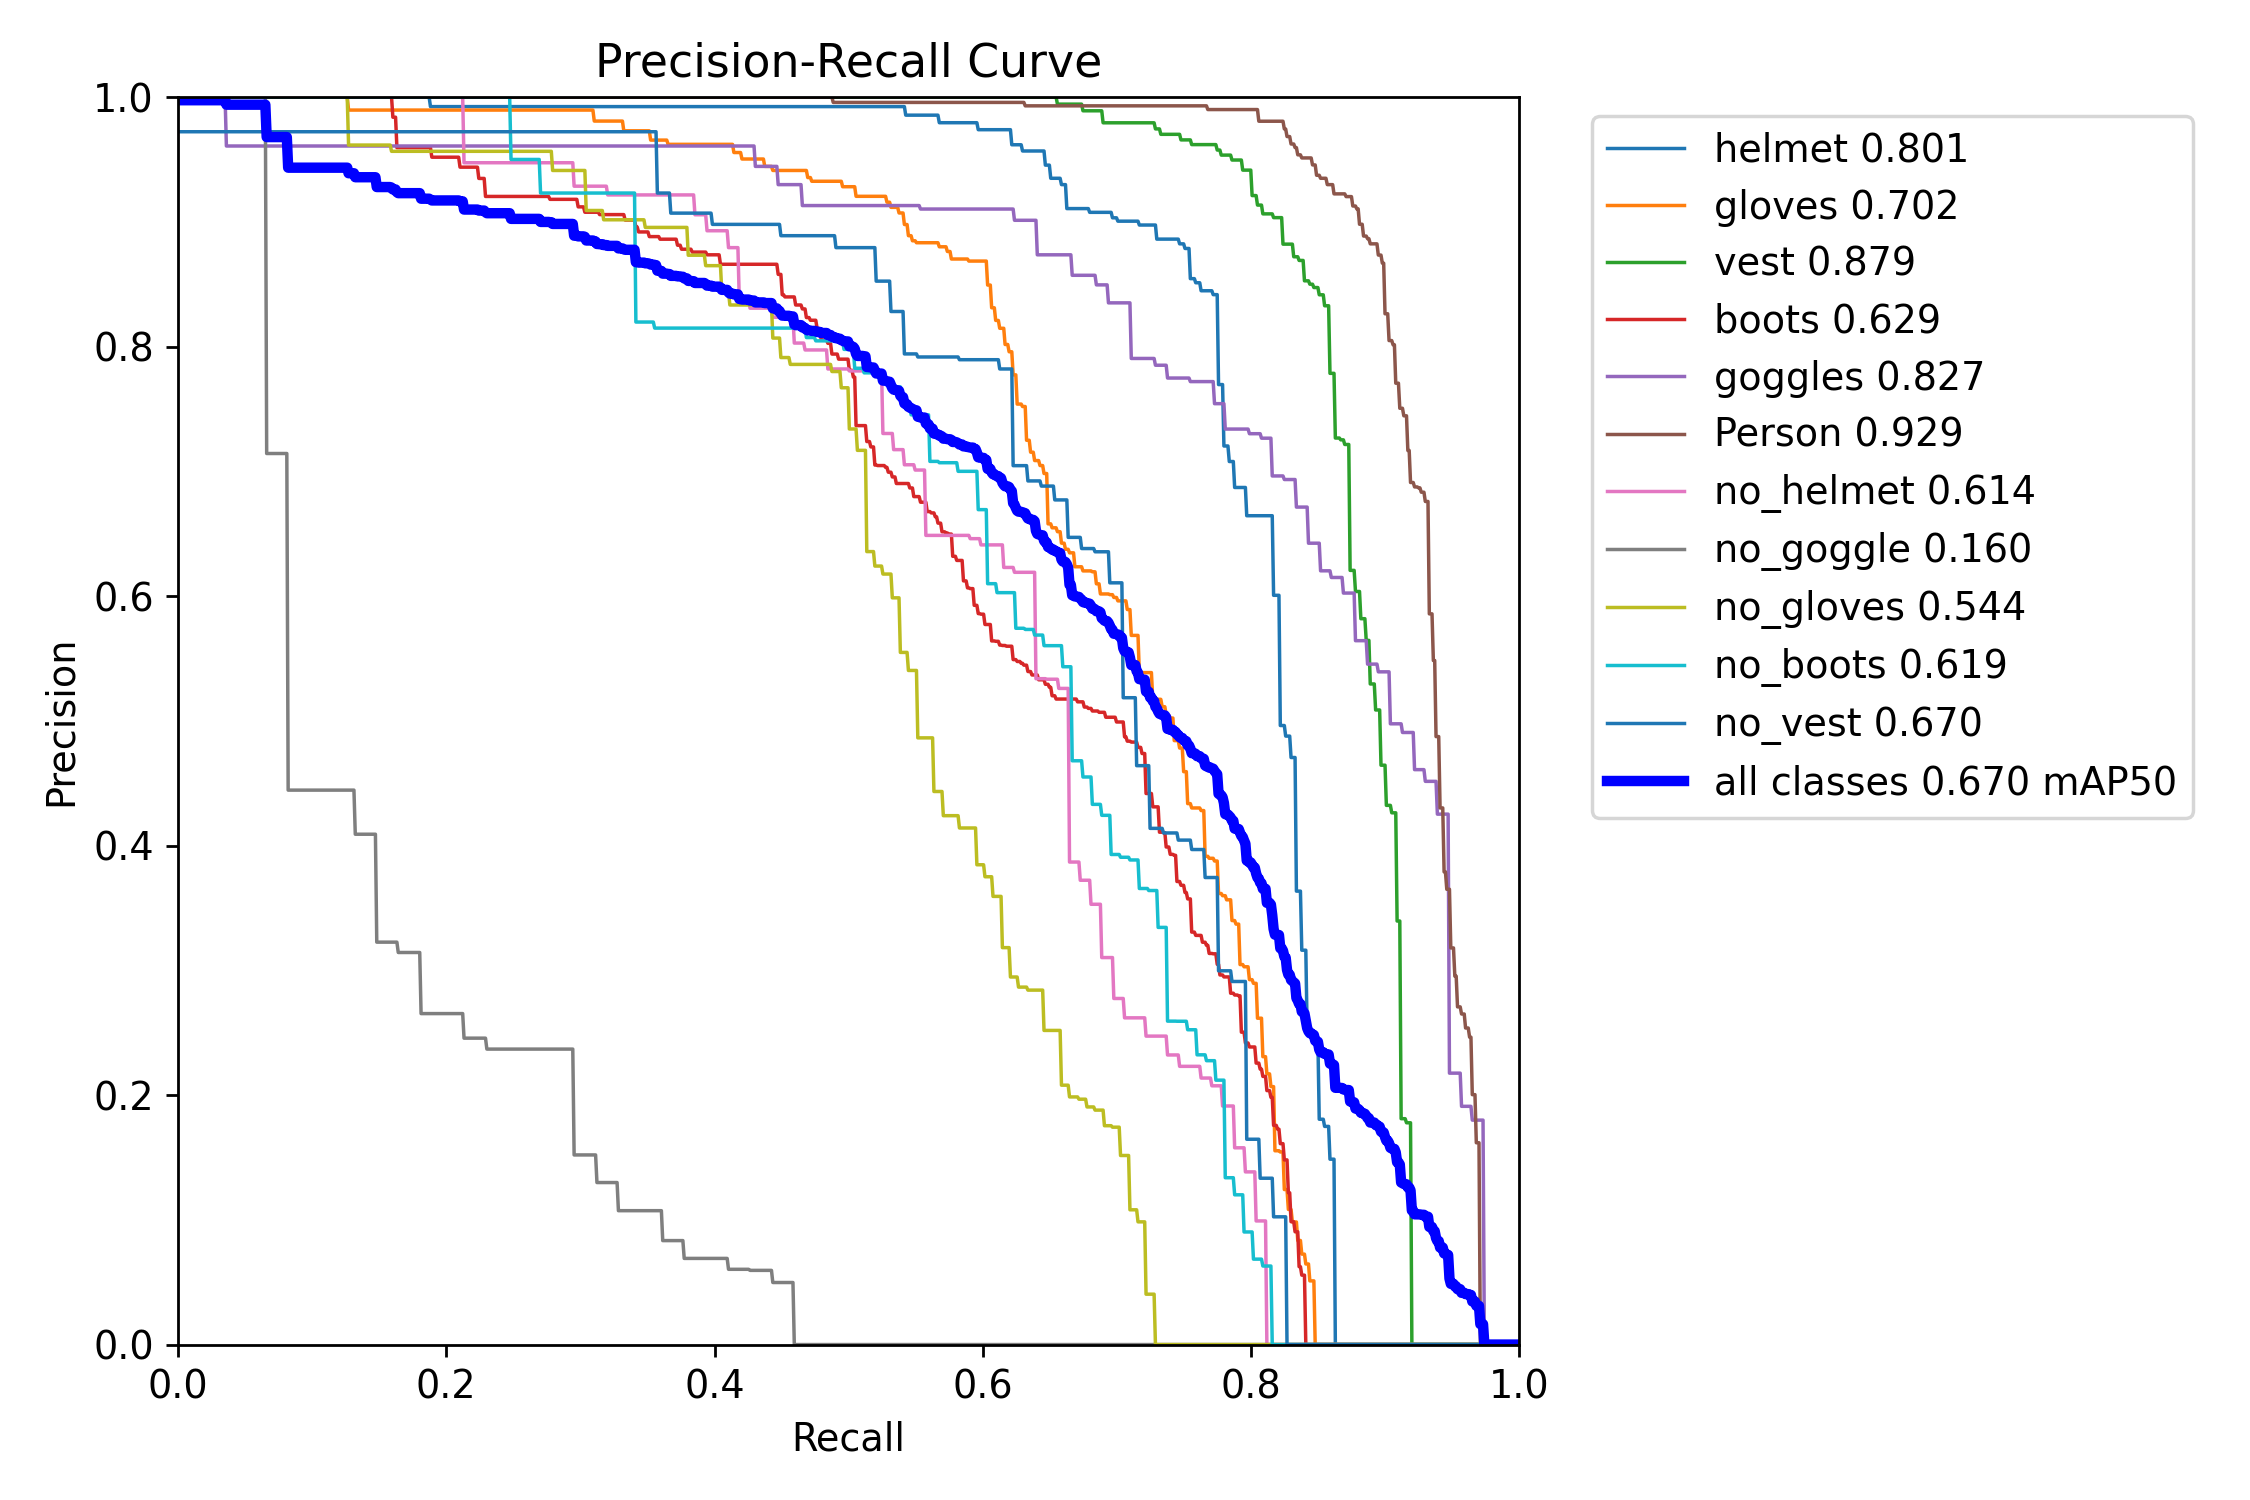 Precision-Recall Curve
1.0
0.8
0.6
0.4
0.2
0.0
Precision
0.0 0.2 0.4 0.6 0.8 1.0
Recall
helmet 0.801
gloves 0.702
vest 0.879
boots 0.629
goggles 0.827
Person 0.929
no_helmet 0.614
no_goggle 0.160
no_gloves 0.544
no_boots 0.619
no_vest 0.670
all classes 0.670 mAP50